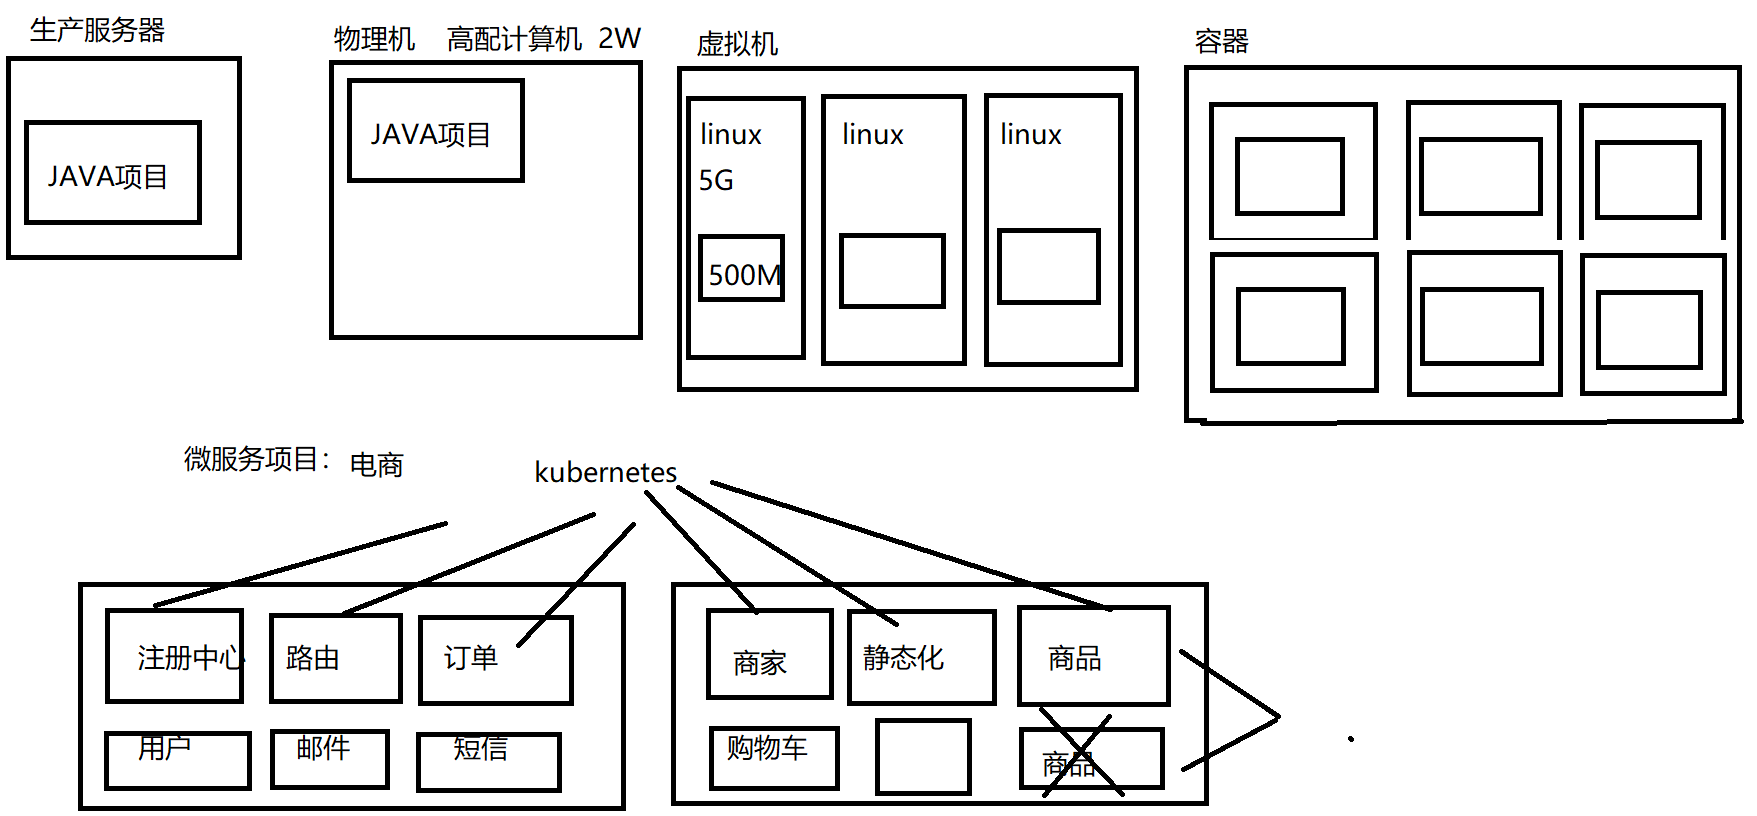 生产服务器
物理机 高配计算机 2W
虚拟机
容器
JAVA项目
JAVA项目
linux
5G
500M
linux
linux
微服务项目：电商
kubernetes
注册中心
路由
订单
商家
静态化
商品
用户
邮件
短信
购物车
商品